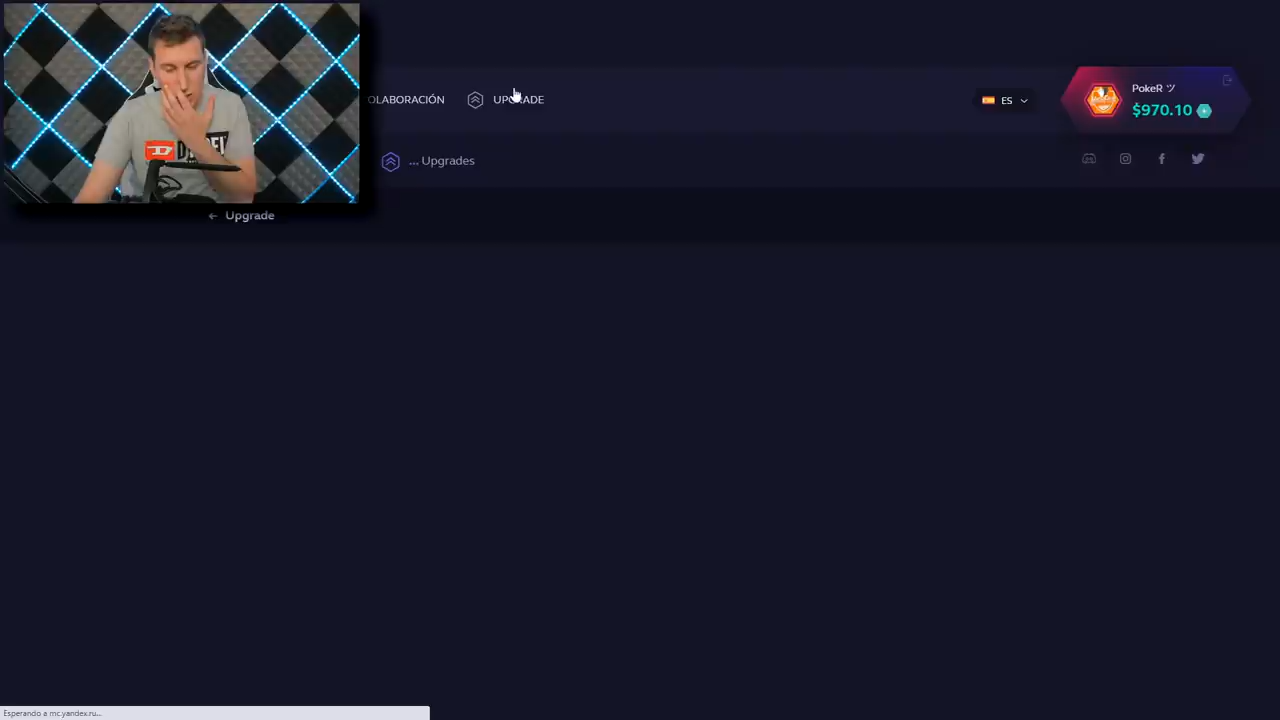 OLABORACIÓN
UPGRADE
ES
PokeR ツ
$970.10
... Upgrades
← Upgrade
Esperando a mc.yandex.ru...